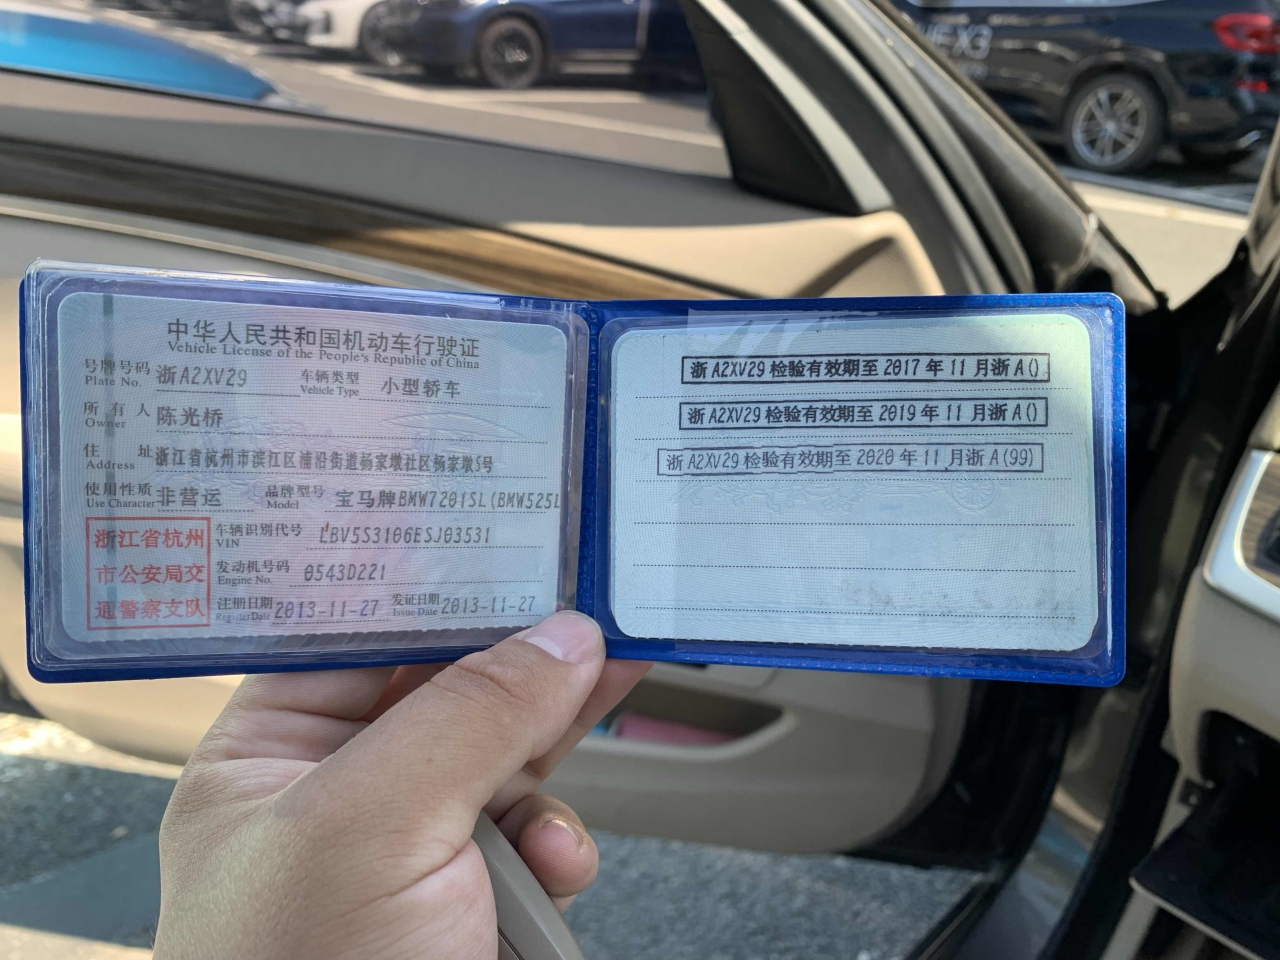 中华人民共和国机动车行驶证
Vehicle License of the People's Republic of China
号牌号码 浙A2XV29 车辆类型 小型轿车
Plate No. Vehicle Type
所有人 陈光桥
Owner
住址 浙江省杭州市滨江区浦沿街道杨家墩社区杨家墩5号
Address
使用性质 非营运 品牌型号 宝马牌BMW7201SL(BMW525L
Use Character Model
浙江省杭州
市公安局交
通警察支队
车辆识别代号 LBV5S3106ESJ03531
VIN
发动机号码 0543D221
Engine No.
注册日期 2013-11-27 发证日期 2013-11-27
Register Date Issue Date
浙A2XV29检验有效期至2017年11月浙A()
浙A2XV29检验有效期至2019年11月浙A()
浙A2XV29检验有效期至2020年11月浙A(99)